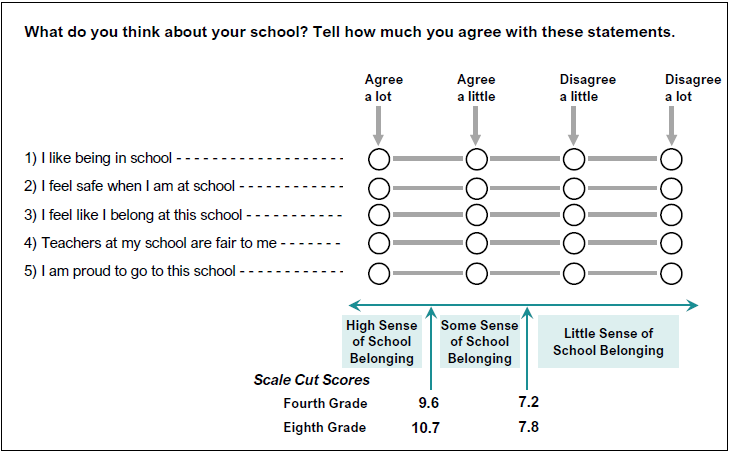 What do you think about your school? Tell how much you agree with these statements.
Agree a lot
Agree a little
Disagree a little
Disagree a lot
1) I like being in school - - - - - - - - - - - - - - - - - - -
2) I feel safe when I am at school - - - - - - - - - - - -
3) I feel like I belong at this school - - - - - - - - - - -
4) Teachers at my school are fair to me - - - - - - -
5) I am proud to go to this school - - - - - - - - - - - -
High Sense
of School
Belonging
Some Sense
of School
Belonging
Little Sense of
School Belonging
Scale Cut Scores
Fourth Grade 9.6 7.2
Eighth Grade 10.7 7.8